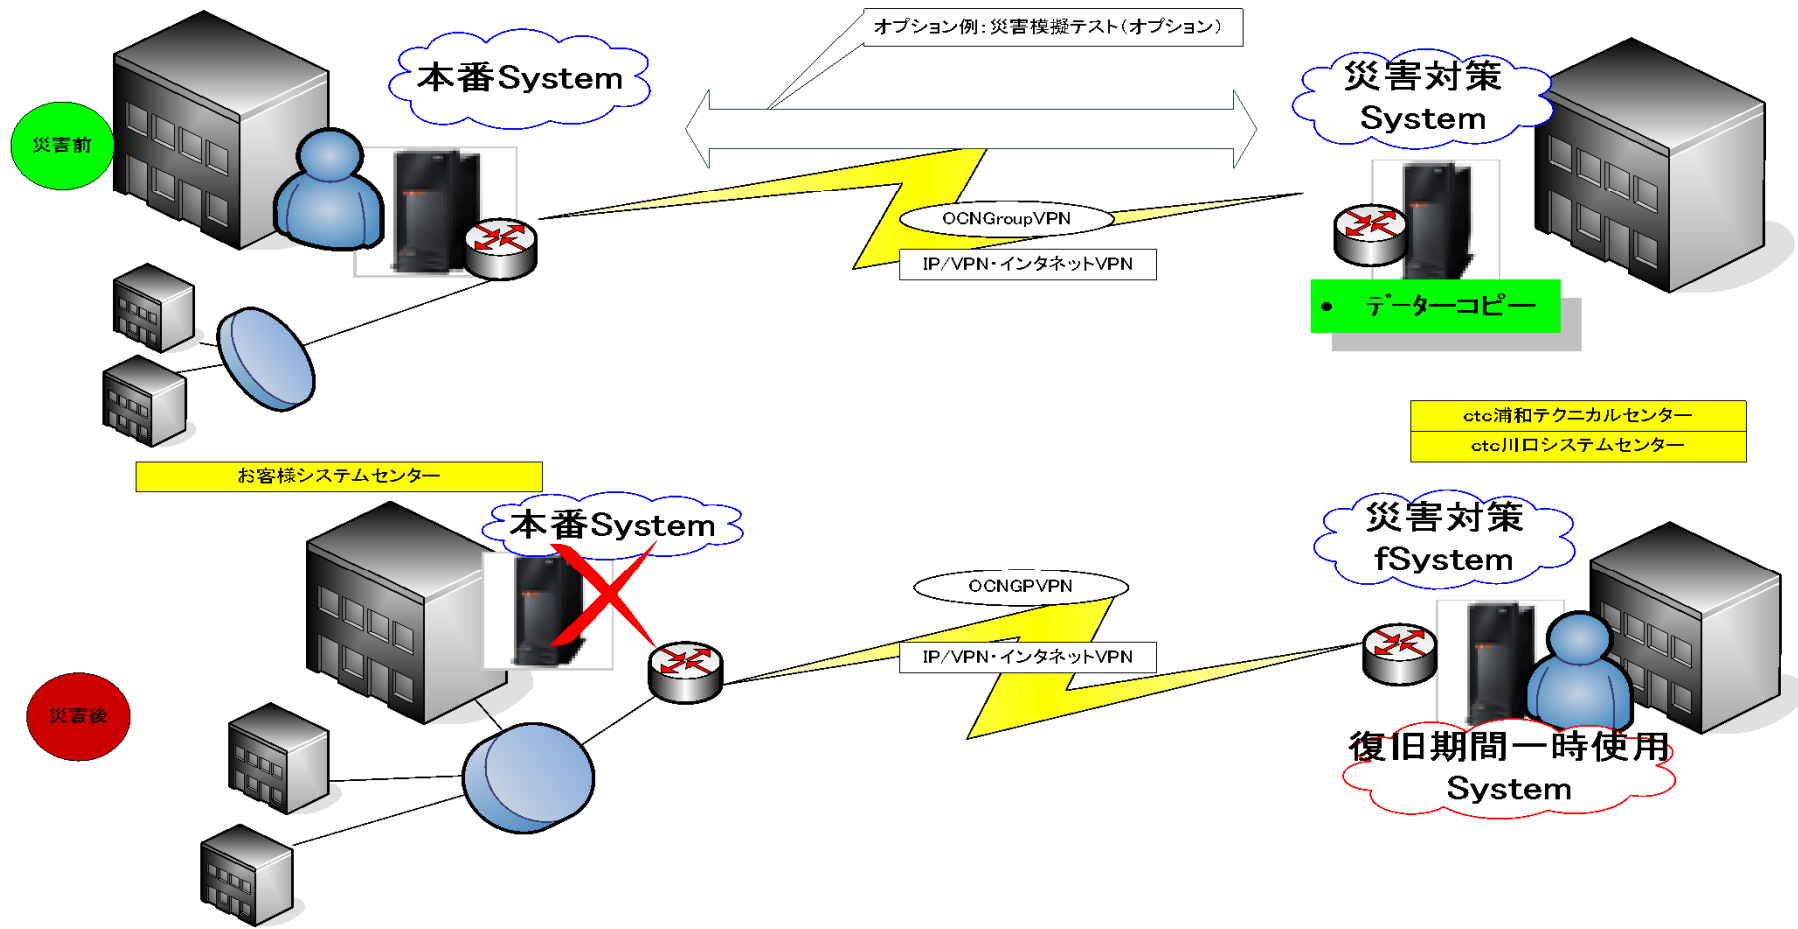 オプション例:災害模擬テスト(オプション)
本番System
災害対策
System
災害前
OCNGroupVPN
IP/VPN・インタネットVPN
• データーコピー
ctc浦和テクニカルセンター
ctc川口システムセンター
お客様システムセンター
本番System
災害対策
fSystem
OCNGPVPN
IP/VPN・インタネットVPN
災害後
復旧期間一時使用
System